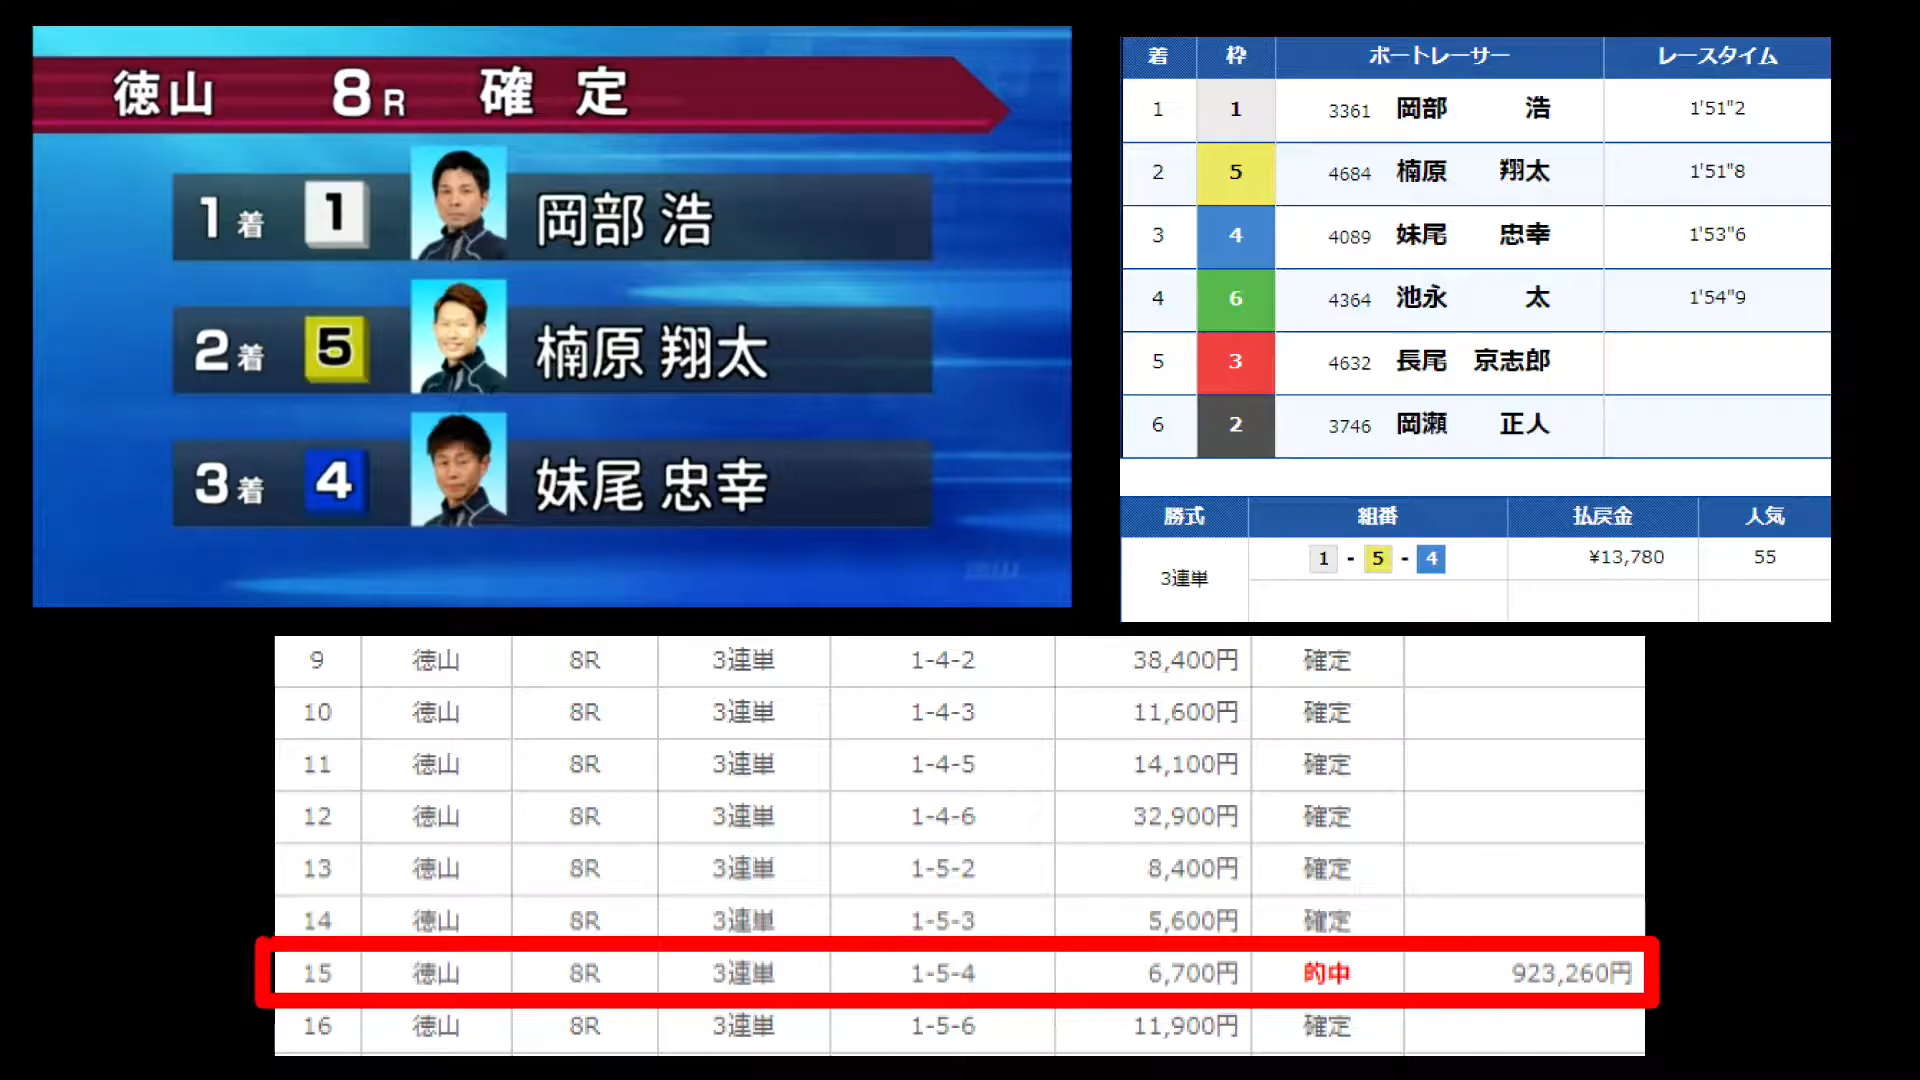 徳山 8R 確定
1着 1 岡部 浩
2着 5 楠原 翔太
3着 4 妹尾 忠幸
着 枠 ボートレーサー レースタイム
1 1 3361 岡部 浩 1'51"2
2 5 4684 楠原 翔太 1'51"8
3 4 4089 妹尾 忠幸 1'53"6
4 6 4364 池永 太 1'54"9
5 3 4632 長尾 京志郎
6 2 3746 岡瀬 正人
勝式 組番 払戻金 人気
3連単 1-5-4 ¥13,780 55
9 徳山 8R 3連単 1-4-2 38,400円 確定
10 徳山 8R 3連単 1-4-3 11,600円 確定
11 徳山 8R 3連単 1-4-5 14,100円 確定
12 徳山 8R 3連単 1-4-6 32,900円 確定
13 徳山 8R 3連単 1-5-2 8,400円 確定
14 徳山 8R 3連単 1-5-3 5,600円 確定
15 徳山 8R 3連単 1-5-4 6,700円 的中 923,260円
16 徳山 8R 3連単 1-5-6 11,900円 確定